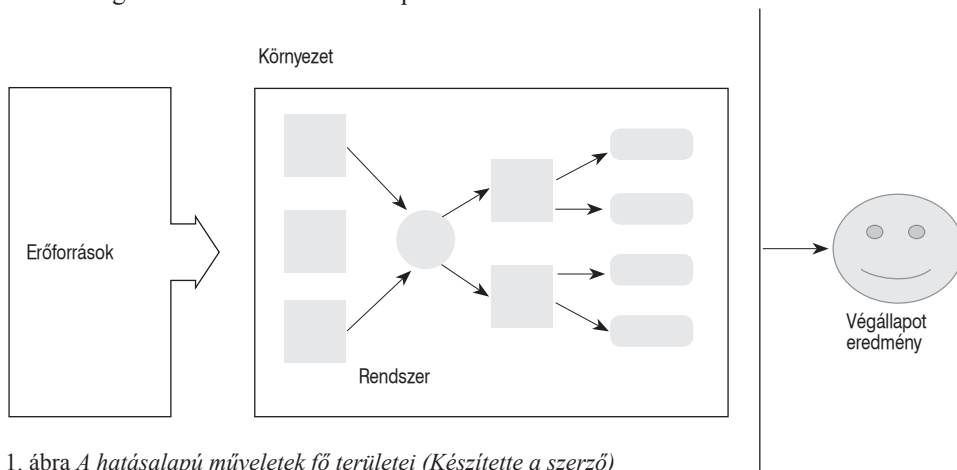 Környezet
Erőforrások
Rendszer
Végállapot
eredmény
1. ábra A hatásalapú műveletek fő területei (Készítette a szerző)